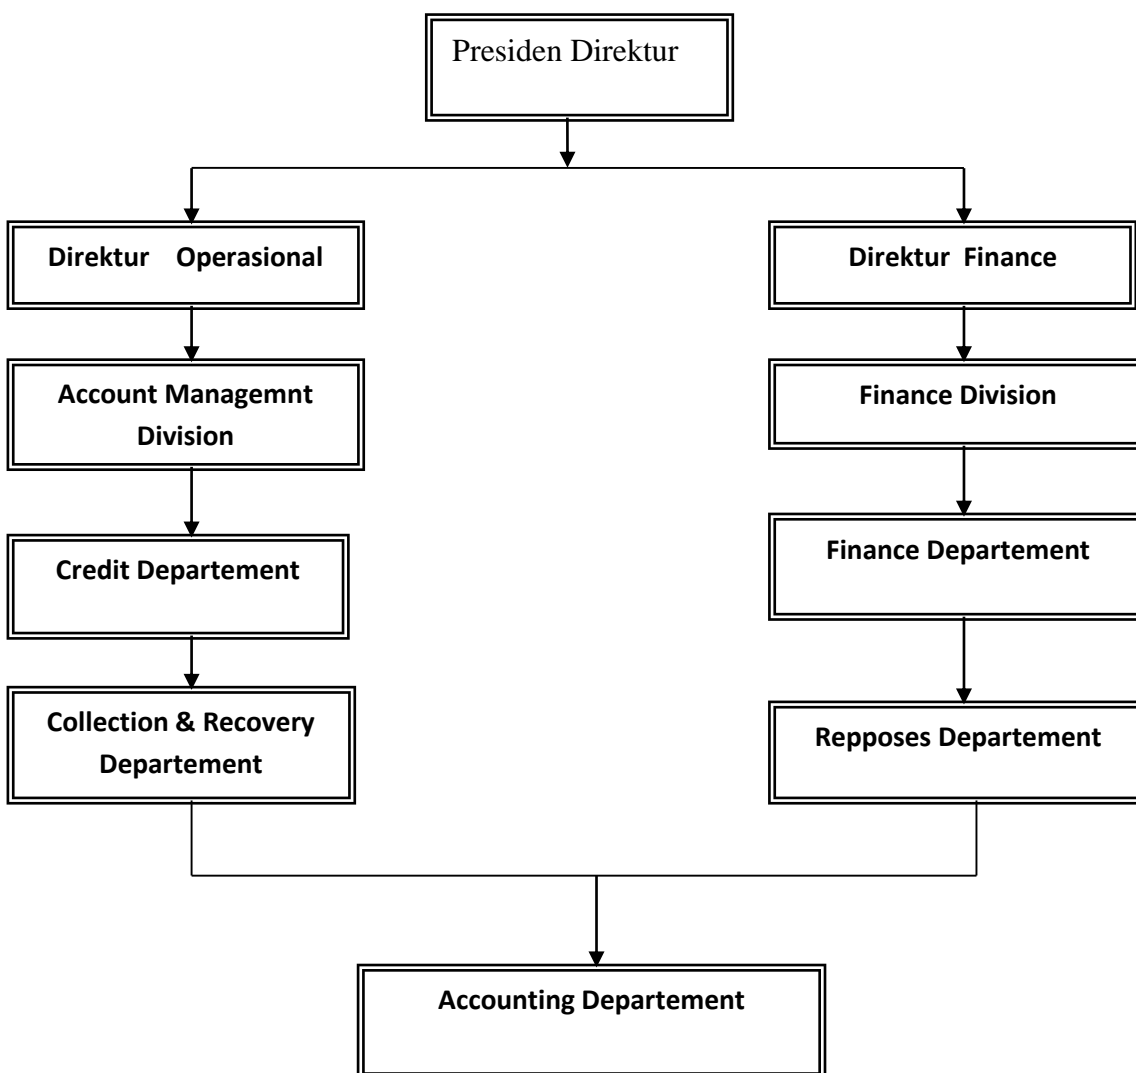 Presiden Direktur
Direktur Operasional
Direktur Finance
Account Managemnt
Division
Finance Division
Credit Departement
Finance Departement
Collection & Recovery
Departement
Repposes Departement
Accounting Departement